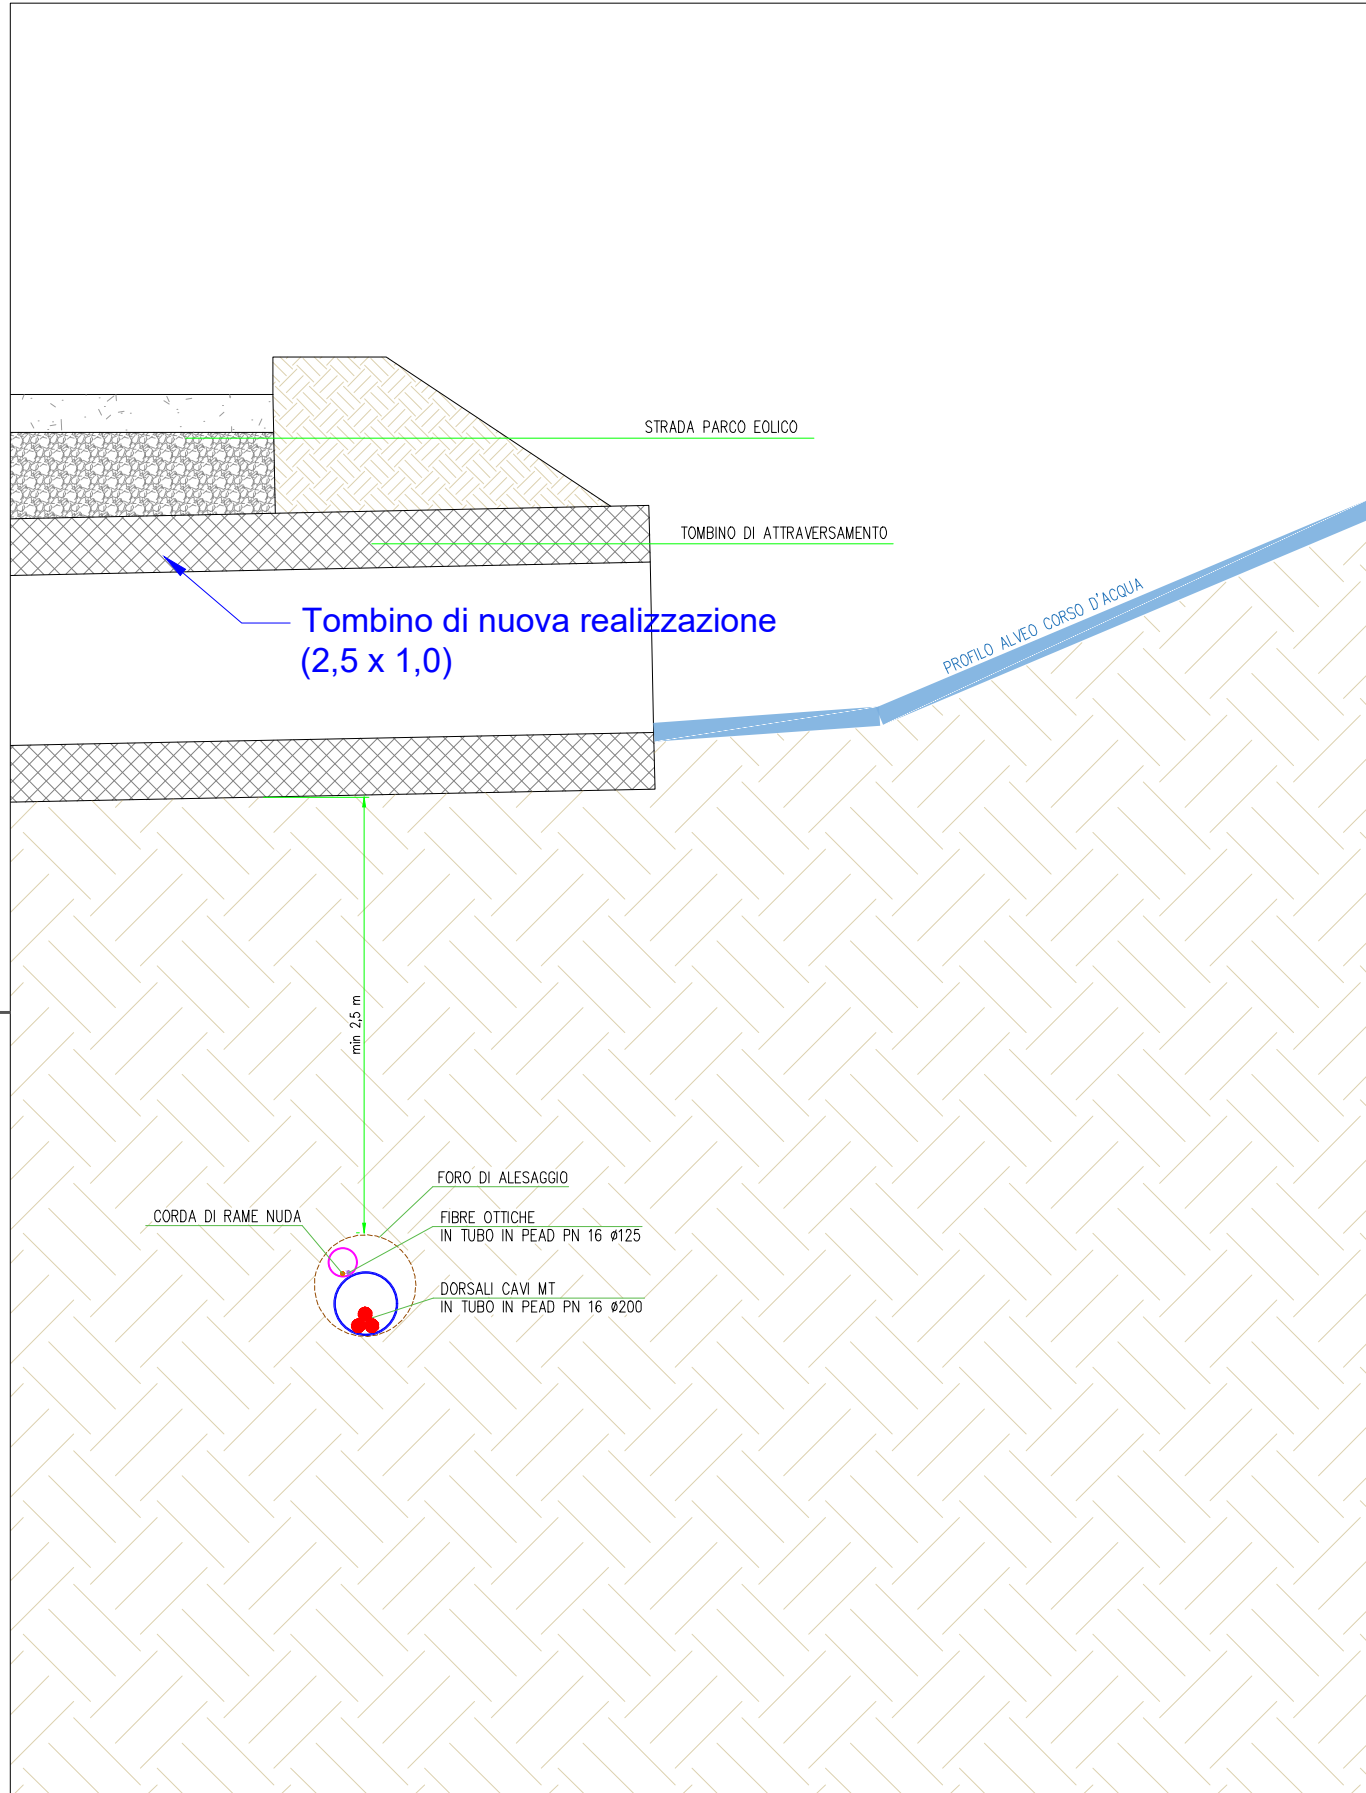 STRADA PARCO EOLICO
TOMBINO DI ATTRAVERSAMENTO
PROFILO ALVEO CORSO D'ACQUA
Tombino di nuova realizzazione
(2,5 x 1,0)
min 2,5 m
FORO DI ALESAGGIO
CORDA DI RAME NUDA
FIBRE OTTICHE
IN TUBO IN PEAD PN 16 ø125
DORSALI CAVI MT
IN TUBO IN PEAD PN 16 ø200